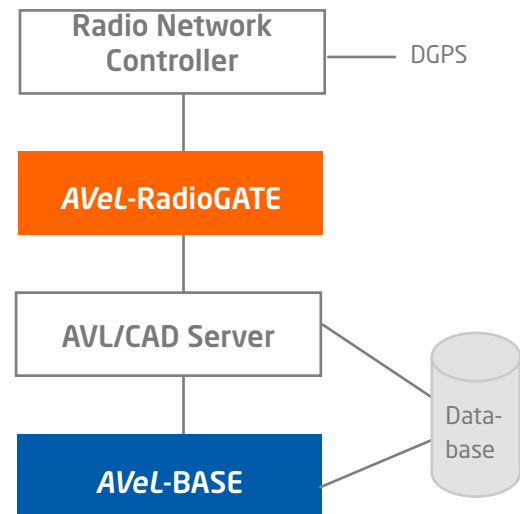 Radio Network
Controller
DGPS
AVeL-RadioGATE
AVL/CAD Server
Data-
base
AVeL-BASE